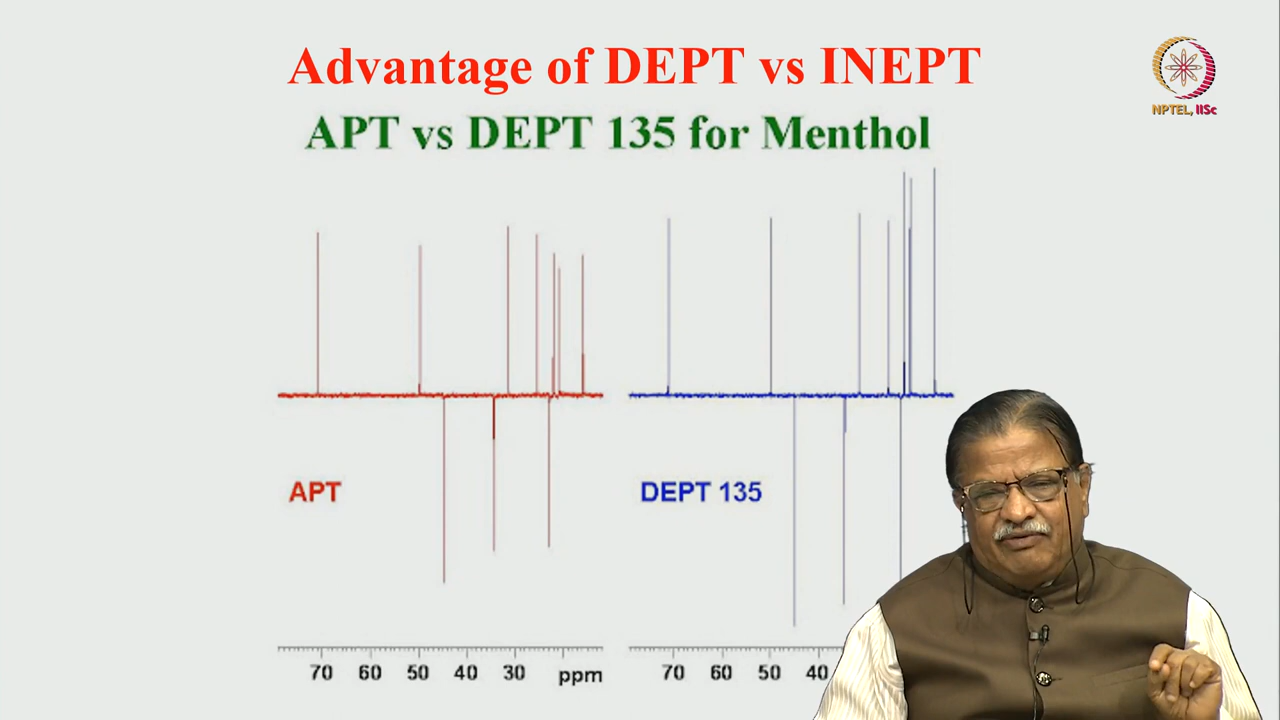 Advantage of DEPT vs INEPT
NPTEL, IISc
APT vs DEPT 135 for Menthol
APT
DEPT 135
70 60 50 40 30 ppm
70 60 50 40